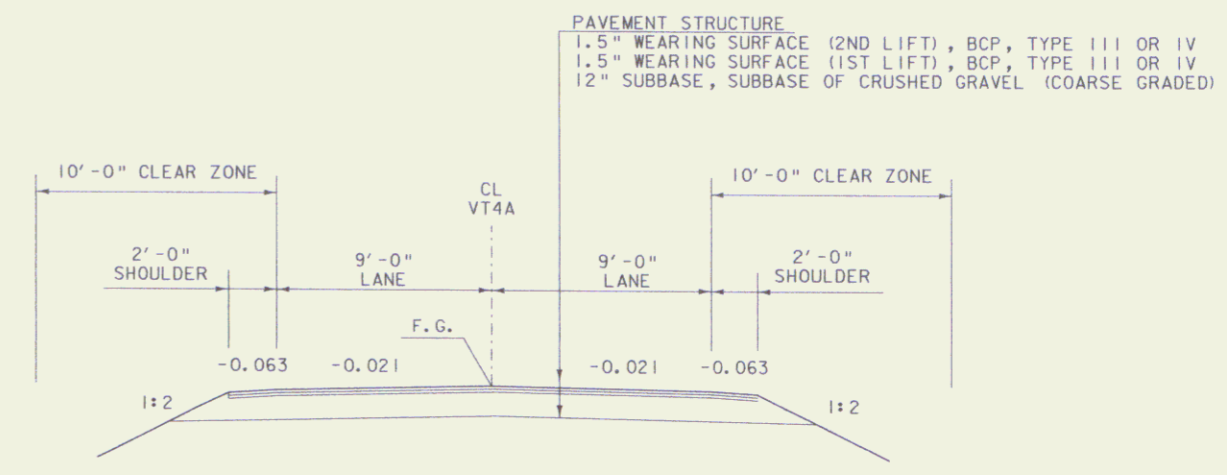 PAVEMENT STRUCTURE
1.5" WEARING SURFACE (2ND LIFT), BCP, TYPE III OR IV
1.5" WEARING SURFACE (1ST LIFT), BCP, TYPE III OR IV
12" SUBBASE, SUBBASE OF CRUSHED GRAVEL (COARSE GRADED)
10'-0" CLEAR ZONE
10'-0" CLEAR ZONE
CL
VT4A
2'-0"
SHOULDER
9'-0"
LANE
9'-0"
LANE
2'-0"
SHOULDER
F.G.
-0.063
-0.021
-0.021
-0.063
1:2
1:2